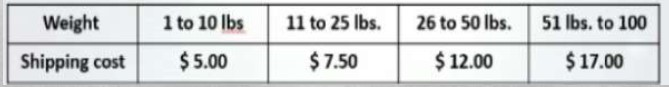 Weight 1 to 10 lbs 11 to 25 lbs. 26 to 50 lbs. 51 lbs. to 100
Shipping cost $ 5.00 $ 7.50 $ 12.00 $ 17.00